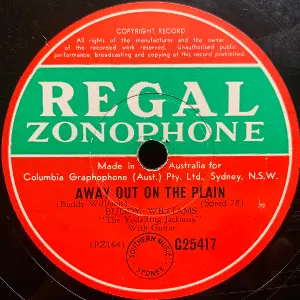 COPYRIGHT RECORD
All rights of the manufacturer and the owner
of the recorded work reserved. Unauthorised public
performance, broadcasting and copying of this record prohibited.
REGAL
ZONOPHONE
Made in Australia for
Columbia Graphophone (Aust.) Pty. Ltd., Sydney, N.S.W.
AWAY OUT ON THE PLAIN
(Buddy Williams) (Speed 78)
BUDDY WILLIAMS
"The Yodelling Jackaroo"
With Guitar
(RZ164) G25417
SOUTHERN MUSIC
SYDNEY